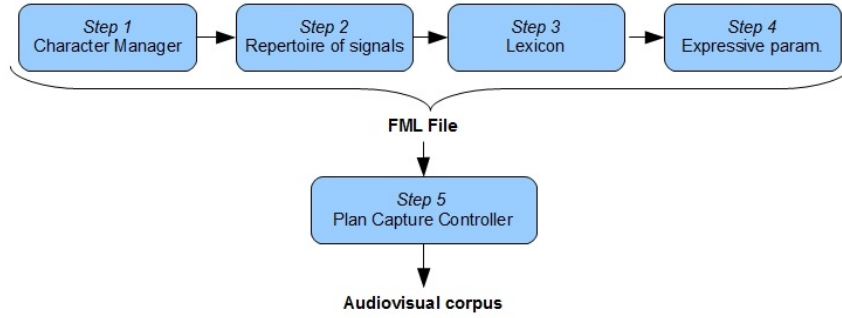 Step 1
Character Manager
Step 2
Repertoire of signals
Step 3
Lexicon
Step 4
Expressive param.
FML File
Step 5
Plan Capture Controller
Audiovisual corpus